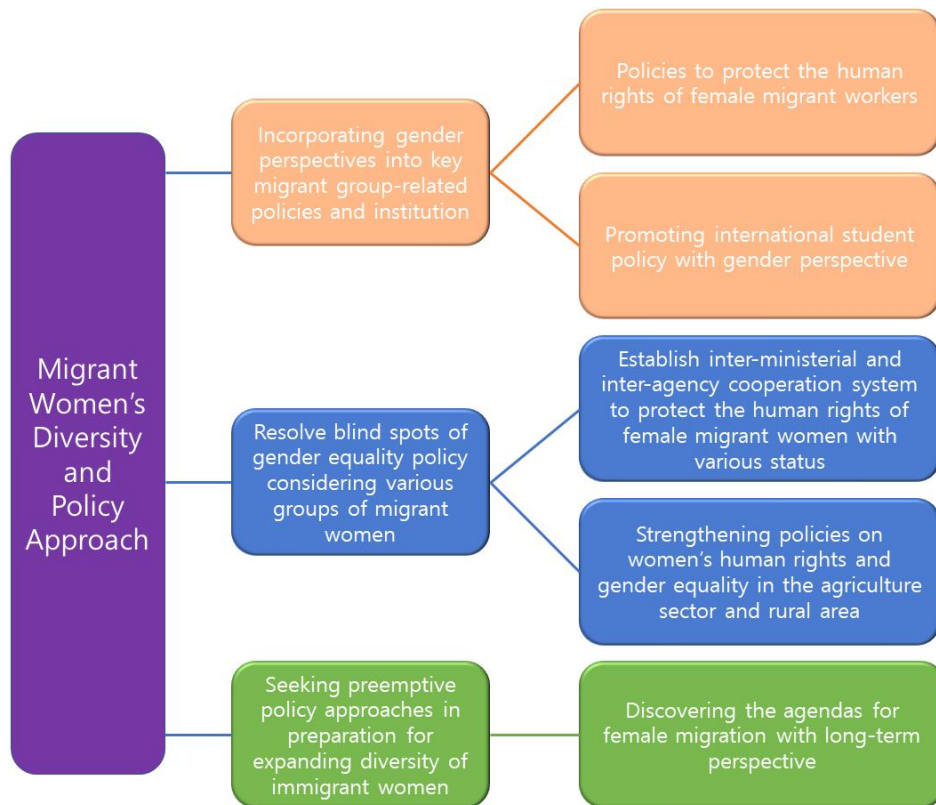 Migrant
Women's
Diversity
and
Policy
Approach
Incorporating gender
perspectives into key
migrant group-related
policies and institution
Policies to protect the human
rights of female migrant workers
Promoting international student
policy with gender perspective
Resolve blind spots of
gender equality policy
considering various
groups of migrant
women
Establish inter-ministerial and
inter-agency cooperation system
to protect the human rights of
female migrant women with
various status
Strengthening policies on
women's human rights and
gender equality in the agriculture
sector and rural area
Seeking preemptive
policy approaches in
preparation for
expanding diversity of
immigrant women
Discovering the agendas for
female migration with long-term
perspective